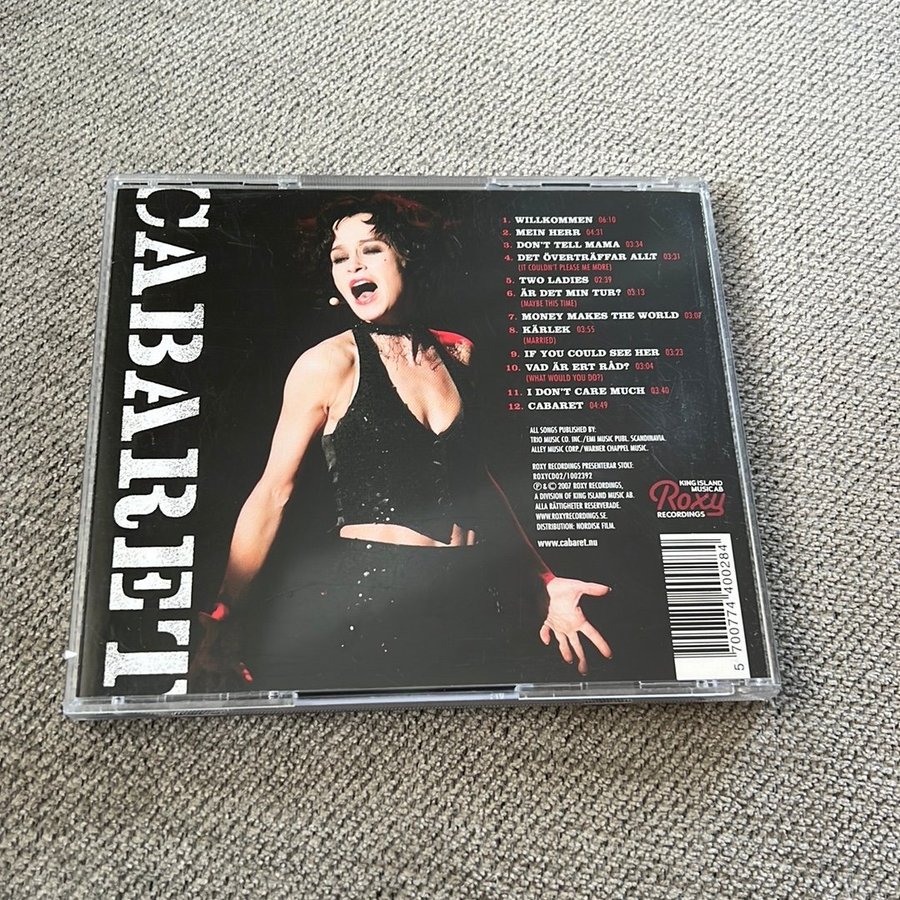 CABARET
1. WILLKOMMEN 06:10
2. MEIN HERR 04:31
3. DON'T TELL MAMA 03:34
4. DET ÖVERTRÄFFAR ALLT 03:31
(IT COULDN'T PLEASE ME MORE)
5. TWO LADIES 02:39
6. ÄR DET MIN TUR? 03:13
(MAYBE THIS TIME)
7. MONEY MAKES THE WORLD 03:07
8. KÄRLEK 03:55
(MARRIED)
9. IF YOU COULD SEE HER 03:23
10. VAD ÄR ERT RÅD? 03:04
(WHAT WOULD YOU DO?)
11. I DON'T CARE MUCH 03:40
12. CABARET 04:49
ALL SONGS PUBLISHED BY:
TRIO MUSIC CO. INC./EMI MUSIC PUBL. SCANDINAVIA.
ALLEY MUSIC CORP./WARNER CHAPPEL MUSIC.
ROXY RECORDINGS PRESENTERAR STOLT:
ROXYCD02/1002392
℗ & © 2007 ROXY RECORDINGS,
A DIVISION OF KING ISLAND MUSIC AB.
ALLA RÄTTIGHETER RESERVERADE.
WWW.ROXYRECORDINGS.SE
DISTRIBUTION: NORDISK FILM.
www.cabaret.nu
KING ISLAND
MUSIC AB
Roxy
RECORDINGS
5 700774 400284